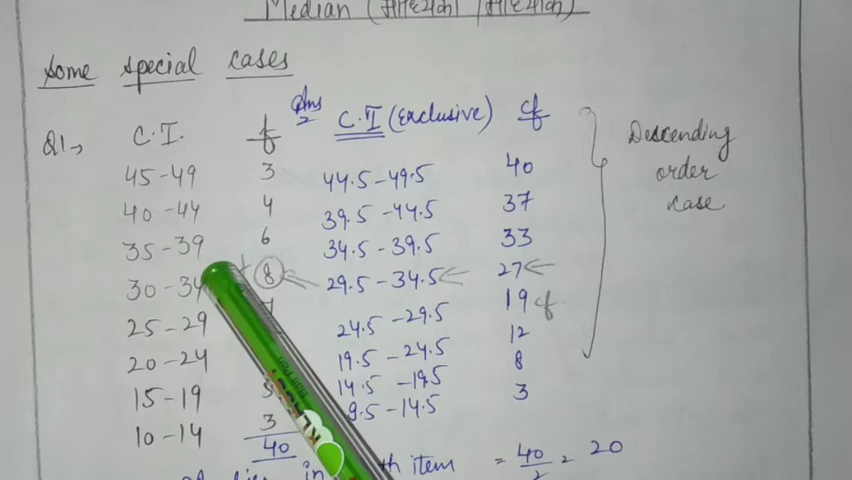 Median (माध्यिका / माध्यिका)
Some special cases
Q1→ C.I. f Ans C.I (exclusive) cf
45-49 3 44.5-49.5 40
40-44 4 39.5-44.5 37
35-39 6 34.5-39.5 33
30-34 f 8 29.5-34.5 27
25-29 7 24.5-29.5 19 cf
20-24 19.5-24.5 12
15-19 5 14.5-19.5 8
10-14 3 9.5-14.5 3
40
Descending
order
case
lies in item = 40/2 = 20